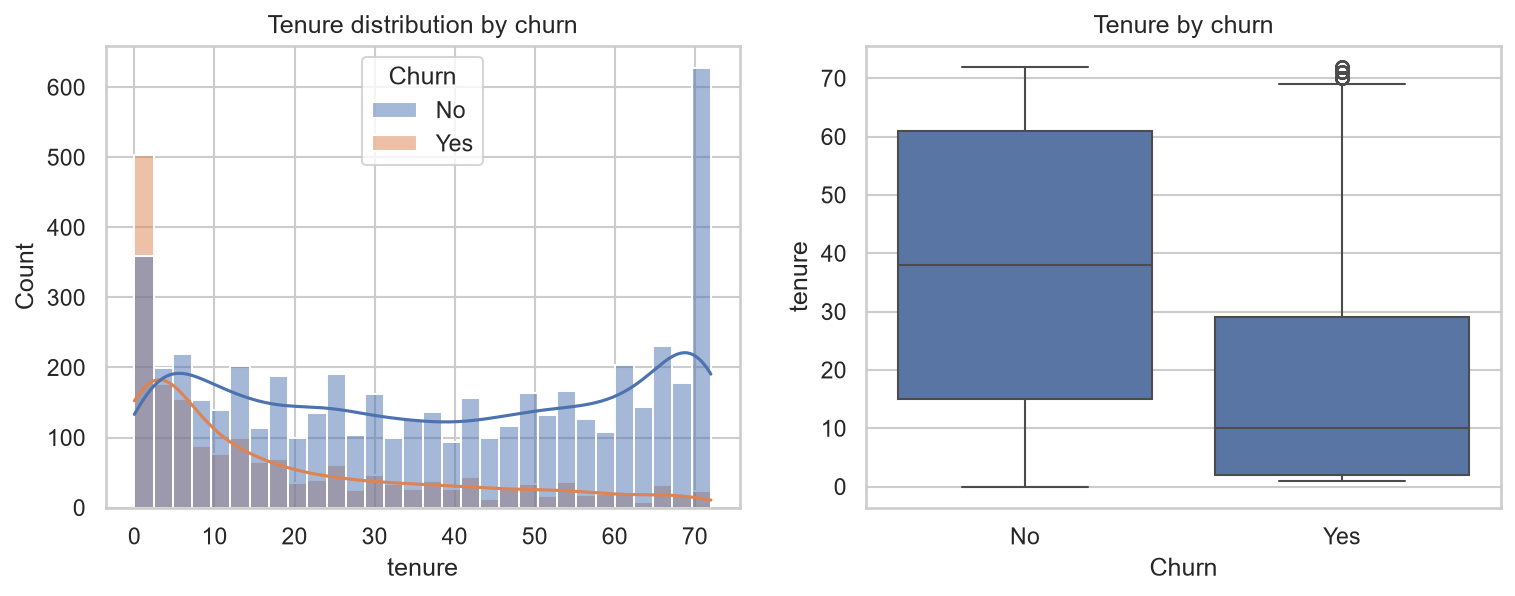 Tenure distribution by churn
Churn
No
Yes
600
500
400
300
200
100
0
Count
0 10 20 30 40 50 60 70
tenure
Tenure by churn
70
60
50
40
30
20
10
0
tenure
No Yes
Churn